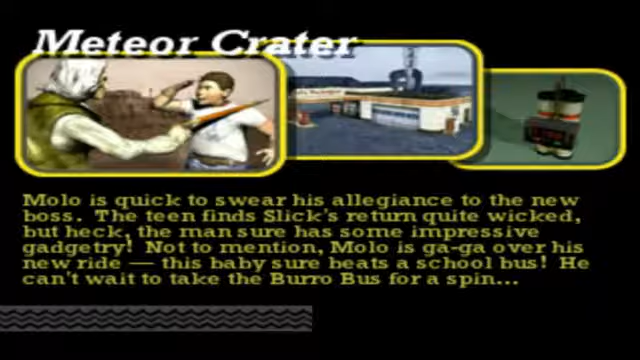 Meteor Crater
Molo is quick to swear his allegiance to the new
boss. The teen finds Slick's return quite wicked,
but heck, the man sure has some impressive
gadgetry! Not to mention, Molo is ga-ga over his
new ride — this baby sure beats a school bus! He
can't wait to take the Burro Bus for a spin...